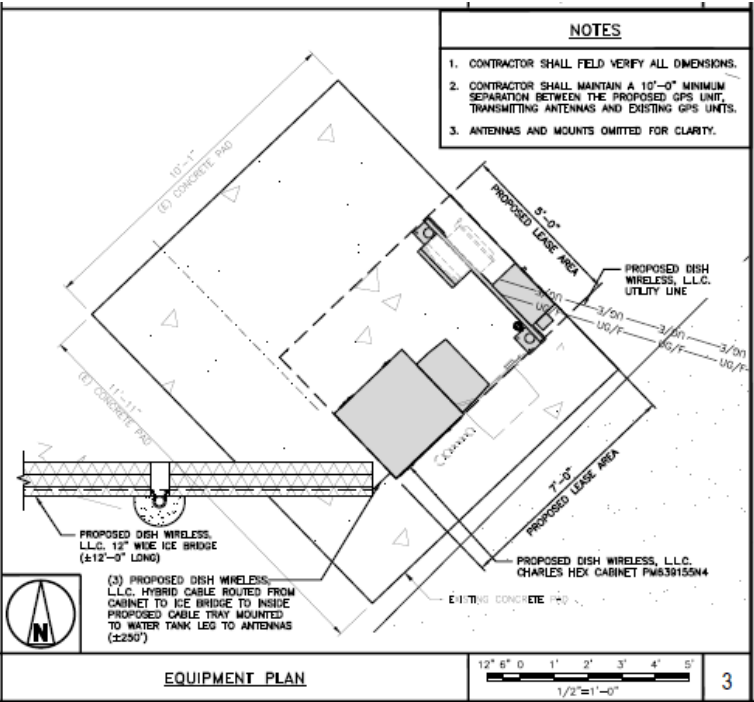 NOTES
1. CONTRACTOR SHALL FIELD VERIFY ALL DIMENSIONS.
2. CONTRACTOR SHALL MAINTAIN A 10'-0" MINIMUM
SEPARATION BETWEEN THE PROPOSED GPS UNIT,
TRANSMITTING ANTENNAS AND EXISTING GPS UNITS.
3. ANTENNAS AND MOUNTS OMITTED FOR CLARITY.
10'-1"
(E) CONCRETE PAD
5'-0"
PROPOSED LEASE AREA
PROPOSED DISH
WIRELESS, L.L.C.
UTILITY LINE
E/UG
E/UG
E/UG
UG/F
UG/F
UG/F
11'-11"
(E) CONCRETE PAD
7'-0"
PROPOSED LEASE AREA
PROPOSED DISH WIRELESS,
L.L.C. 12" WIDE ICE BRIDGE
(±12'-0" LONG)
PROPOSED DISH WIRELESS, L.L.C.
CHARLES HEX CABINET PM639155N4
(3) PROPOSED DISH WIRELESS,
L.L.C. HYBRID CABLE ROUTED FROM
CABINET TO ICE BRIDGE TO INSIDE
PROPOSED CABLE TRAY MOUNTED
TO WATER TANK LEG TO ANTENNAS
(±250')
EXISTING CONCRETE PAD
N
EQUIPMENT PLAN
12" 6" 0 1' 2' 3' 4' 5'
1/2"=1'-0"
3